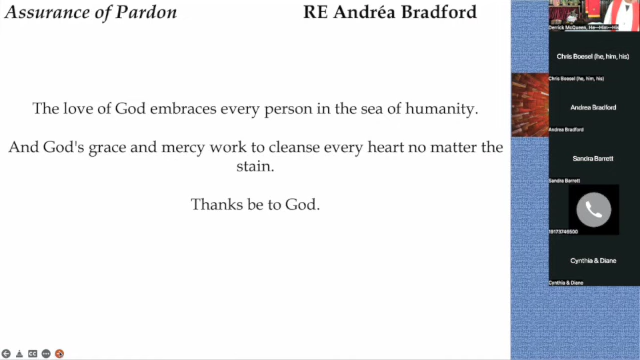 Assurance of Pardon
RE Andréa Bradford
The love of God embraces every person in the sea of humanity.
And God's grace and mercy work to cleanse every heart no matter the
stain.
Thanks be to God.
Chris Boesel (he, him, his)
Chris Boesel (he, him, his)
Andrea Bradford
Andrea Bradford
Sandra Barrett
Sandra Barrett
Cynthia & Diane
Cynthia & Diane